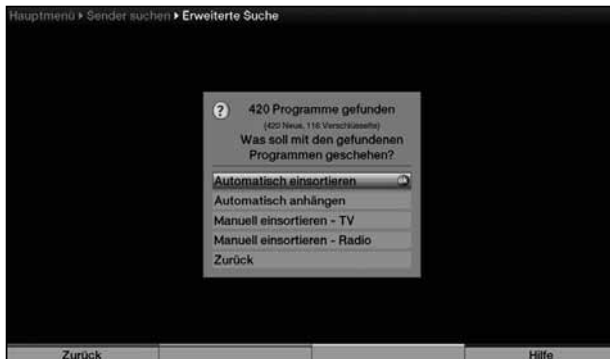 Hauptmenü ▸ Sender suchen ▸ Erweiterte Suche
420 Programme gefunden
(420 Neue, 116 Verschlüsselte)
Was soll mit den gefundenen
Programmen geschehen?
Automatisch einsortieren
Automatisch anhängen
Manuell einsortieren - TV
Manuell einsortieren - Radio
Zurück
Zurück
Hilfe